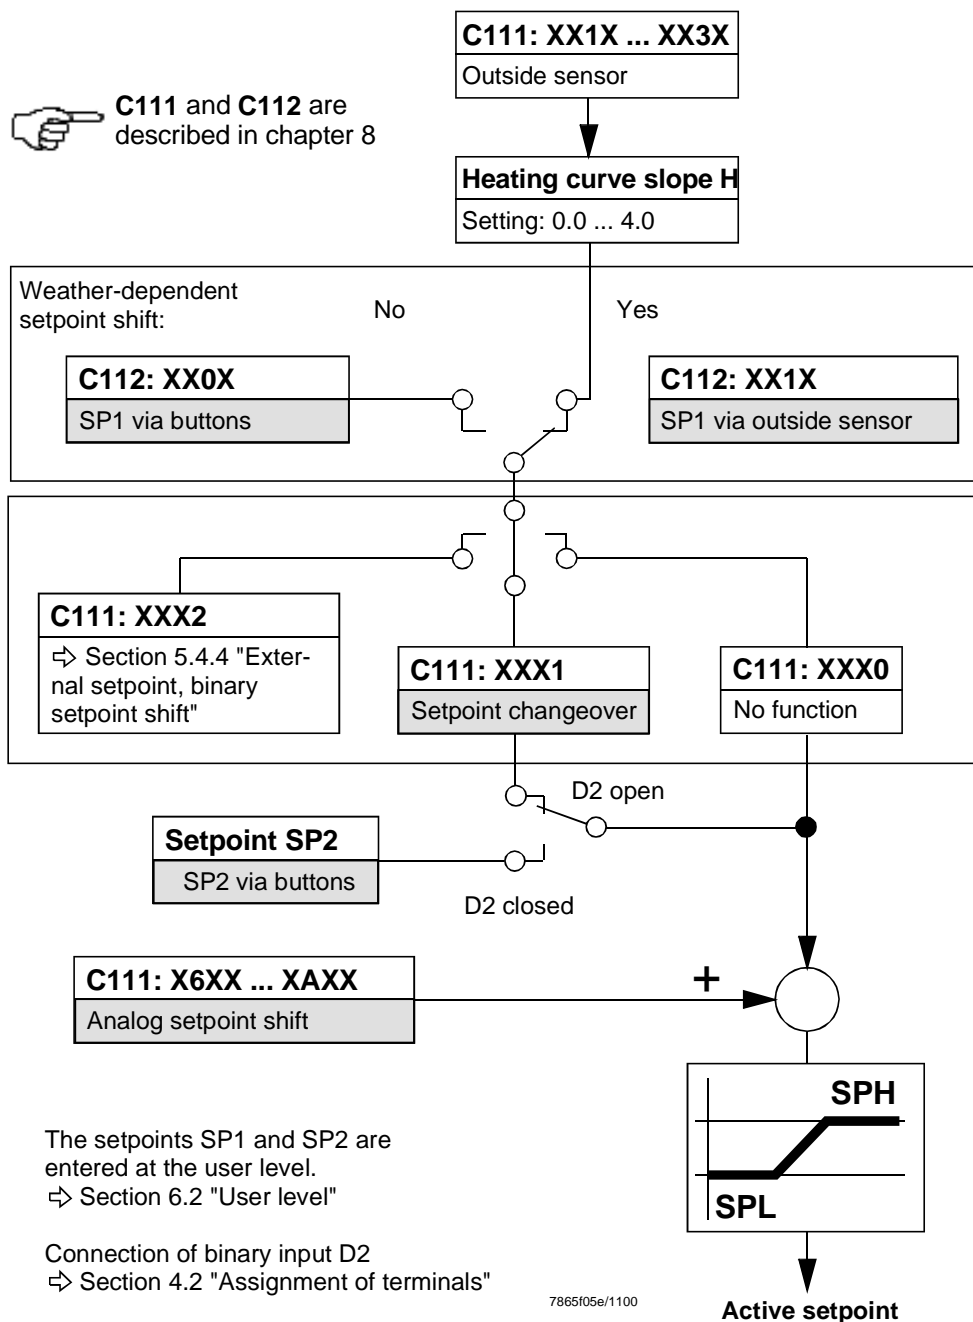 C111: XX1X ... XX3X
Outside sensor
C111 and C112 are
described in chapter 8
Heating curve slope H
Setting: 0.0 ... 4.0
Weather-dependent
setpoint shift:
No
Yes
C112: XX0X
SP1 via buttons
C112: XX1X
SP1 via outside sensor
C111: XXX2
⇨ Section 5.4.4 "Exter-
nal setpoint, binary
setpoint shift"
C111: XXX1
Setpoint changeover
C111: XXX0
No function
D2 open
Setpoint SP2
SP2 via buttons
D2 closed
C111: X6XX ... XAXX
Analog setpoint shift
+
SPH
SPL
The setpoints SP1 and SP2 are
entered at the user level.
⇨ Section 6.2 "User level"
Connection of binary input D2
⇨ Section 4.2 "Assignment of terminals"
7865f05e/1100
Active setpoint